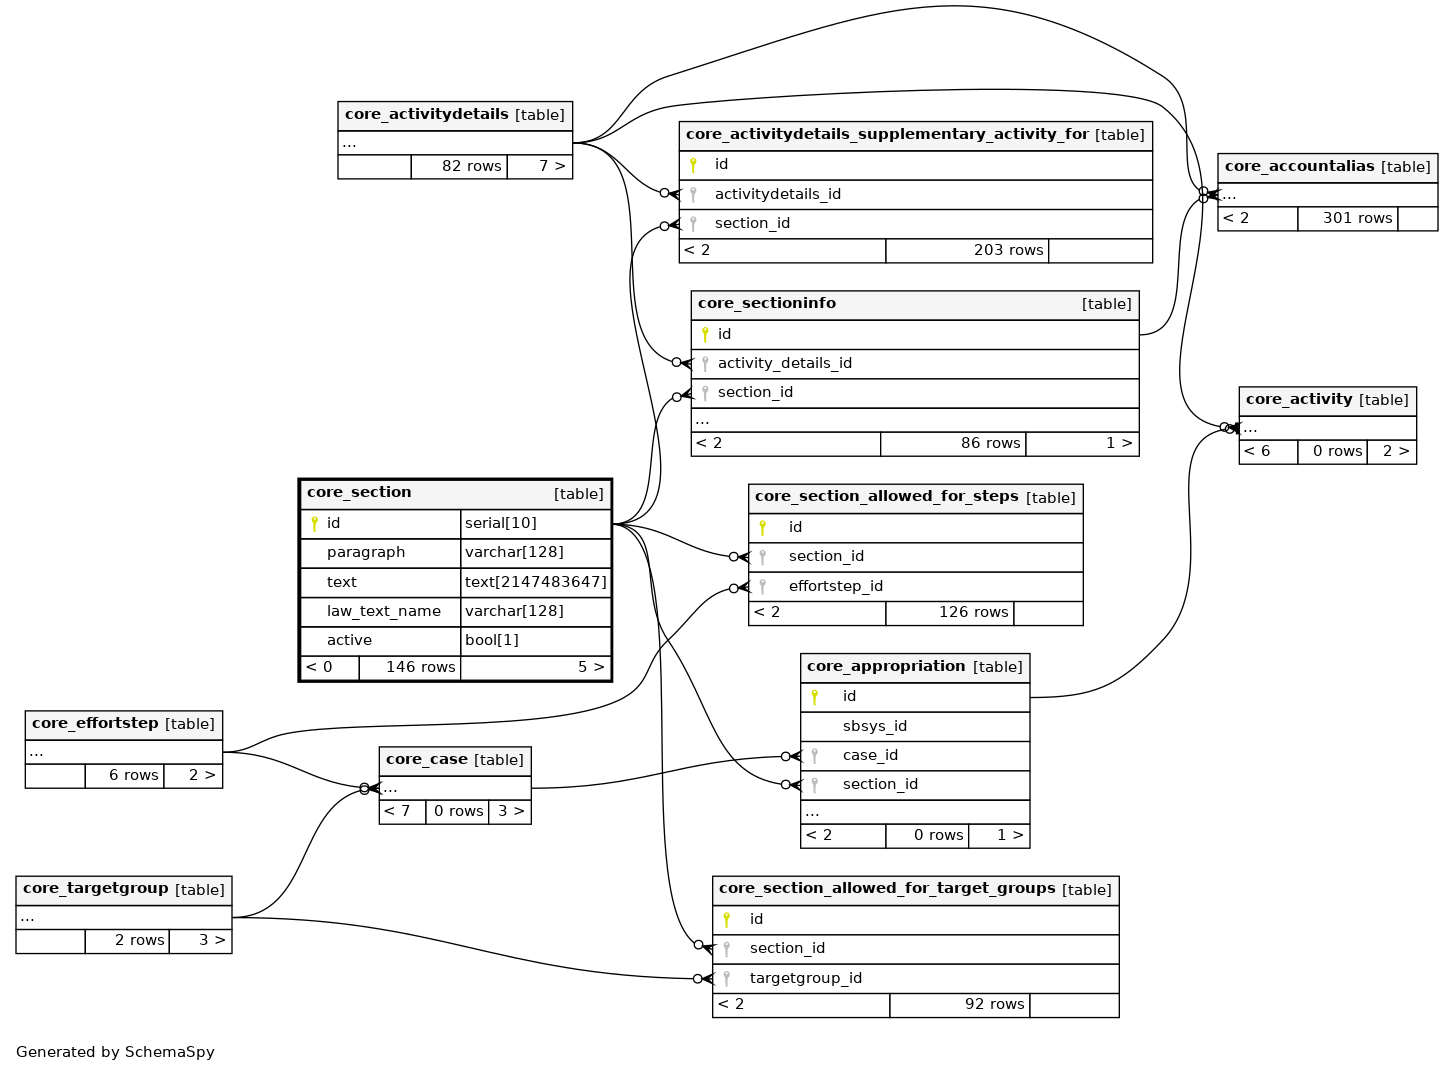 core_activitydetails [table]
...
82 rows 7 >
core_activitydetails_supplementary_activity_for [table]
id
activitydetails_id
section_id
< 2 203 rows
core_accountalias [table]
...
< 2 301 rows
core_sectioninfo [table]
id
activity_details_id
section_id
...
< 2 86 rows 1 >
core_activity [table]
...
< 6 0 rows 2 >
core_section [table]
id serial[10]
paragraph varchar[128]
text text[2147483647]
law_text_name varchar[128]
active bool[1]
< 0 146 rows 5 >
core_section_allowed_for_steps [table]
id
section_id
effortstep_id
< 2 126 rows
core_appropriation [table]
id
sbsys_id
case_id
section_id
...
< 2 0 rows 1 >
core_effortstep [table]
...
6 rows 2 >
core_case [table]
...
< 7 0 rows 3 >
core_targetgroup [table]
...
2 rows 3 >
core_section_allowed_for_target_groups [table]
id
section_id
targetgroup_id
< 2 92 rows
Generated by SchemaSpy